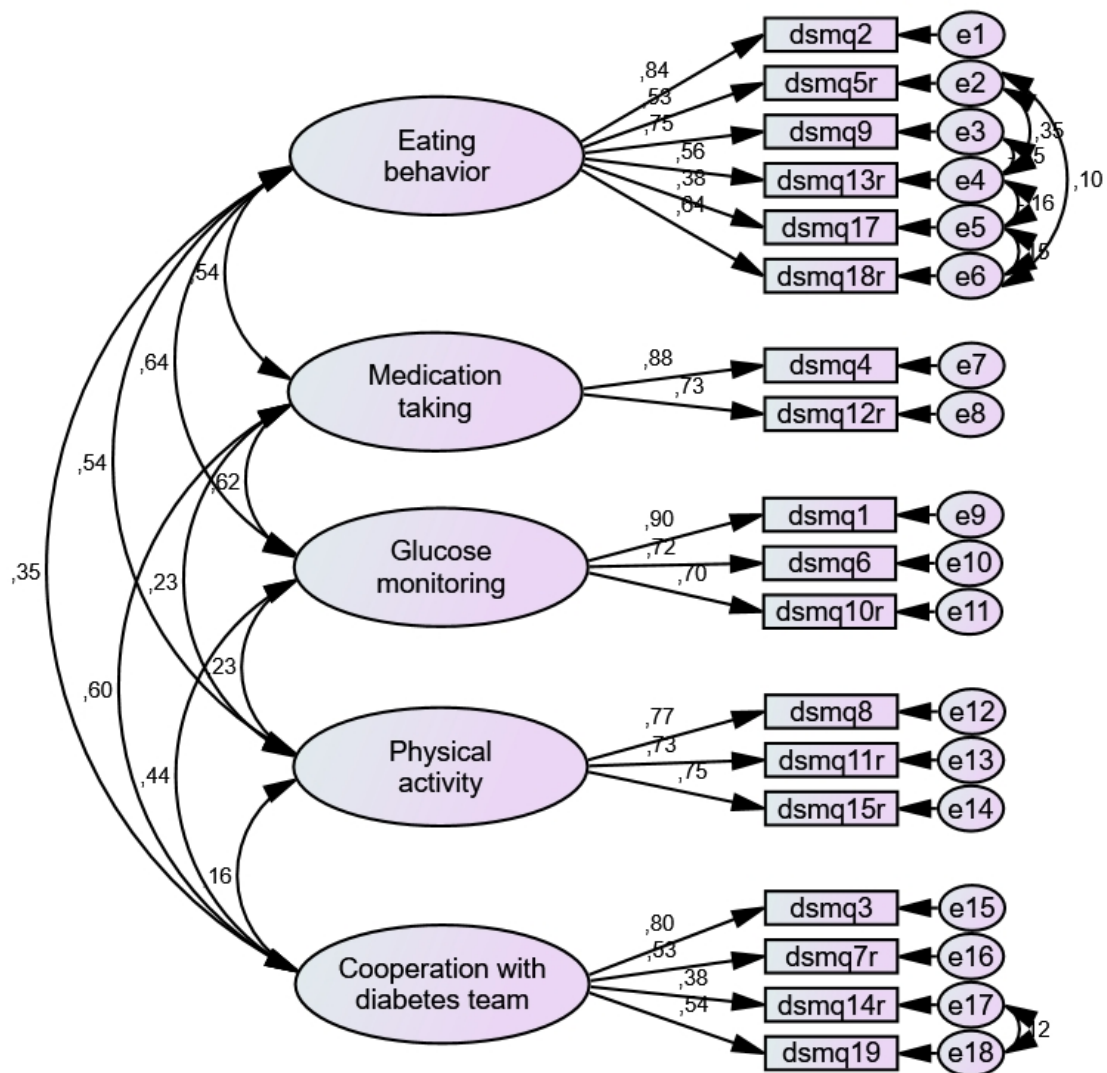 dsmq2
e1
,84
dsmq5r
e2
,53
Eating
behavior
,75
dsmq9
e3
,35
,56
dsmq13r
e4
,10
,38
dsmq17
e5
dsmq18r
e6
,54
Medication
taking
,88
dsmq4
e7
,73
dsmq12r
e8
,64
,54
,62
Glucose
monitoring
,90
dsmq1
e9
,72
dsmq6
e10
,70
dsmq10r
e11
,35
,23
,23
,60
Physical
activity
,77
dsmq8
e12
,73
dsmq11r
e13
,75
dsmq15r
e14
,44
,16
Cooperation with
diabetes team
,80
dsmq3
e15
,53
dsmq7r
e16
,38
dsmq14r
e17
,54
dsmq19
e18